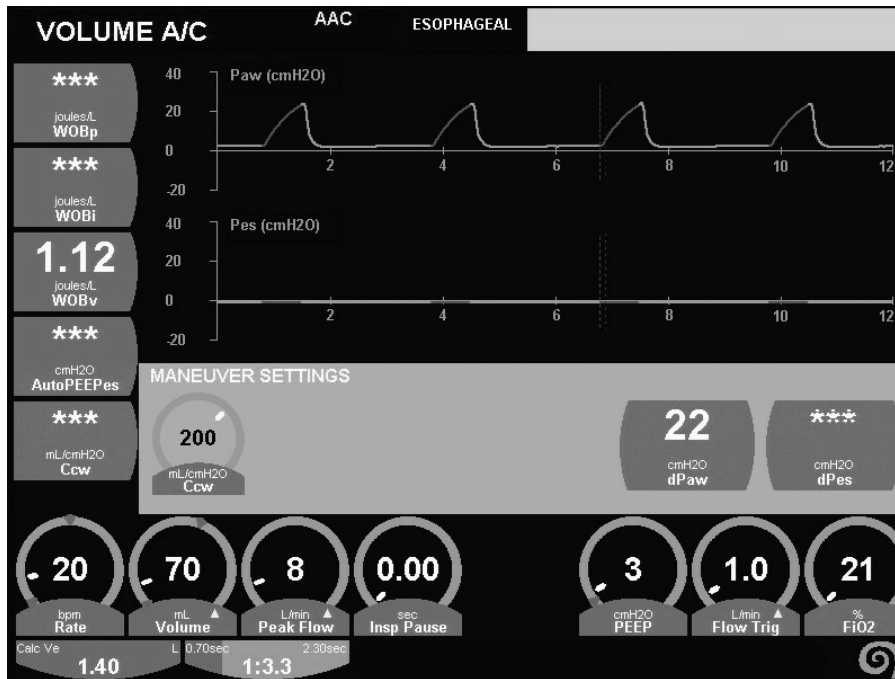 VOLUME A/C
AAC
ESOPHAGEAL
***
joules/L
WOBp
***
joules/L
WOBi
1.12
joules/L
WOBv
***
cmH2O
AutoPEEPes
***
mL/cmH2O
Ccw
Paw (cmH2O)
40
20
0
-20
2 4 6 8 10 12
Pes (cmH2O)
40
20
0
-20
2 4 6 8 10 12
MANEUVER SETTINGS
200
mL/cmH2O
Ccw
22
cmH2O
dPaw
***
cmH2O
dPes
20
bpm
Rate
70
mL
Volume
8
L/min
Peak Flow
0.00
sec
Insp Pause
3
cmH2O
PEEP
1.0
L/min
Flow Trig
21
%
FiO2
Calc Ve L
1.40
0.70sec 2.30sec
1:3.3